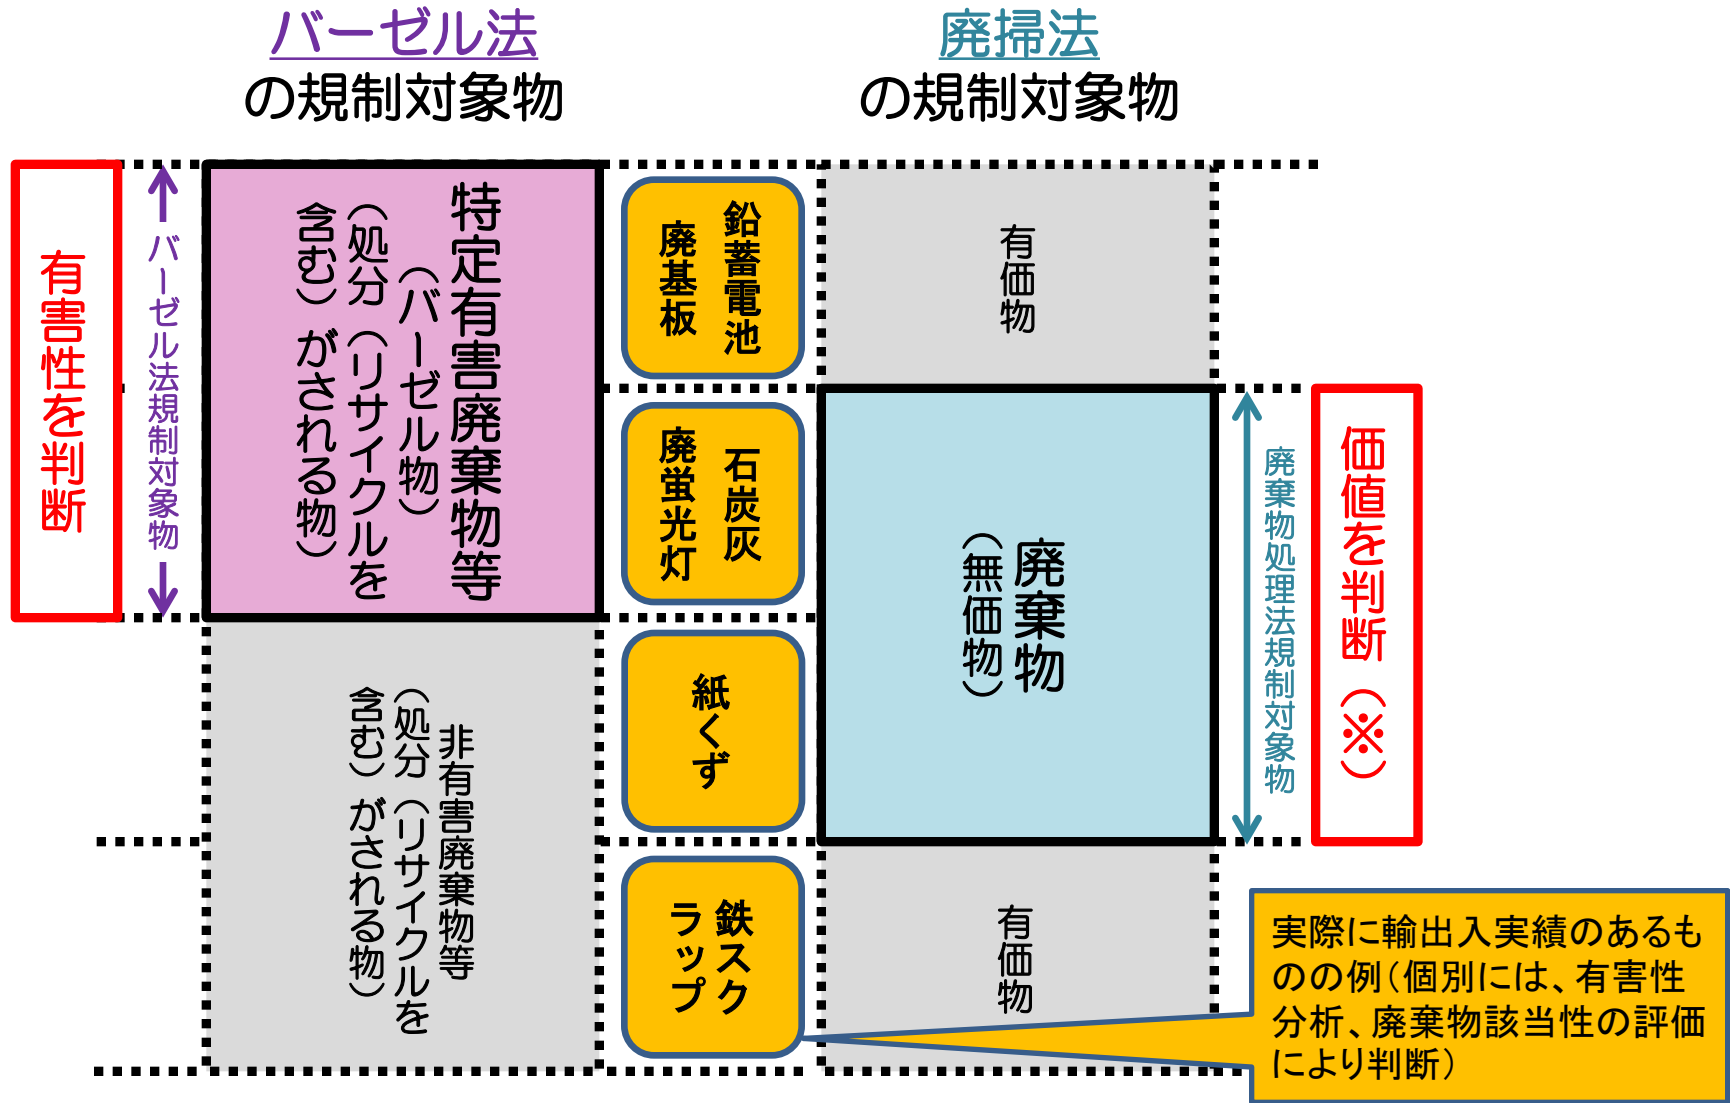 バーゼル法
の規制対象物
廃掃法
の規制対象物
有害性を判断
バーゼル法規制対象物
特定有害廃棄物等
（バーゼル物）
（処分（リサイクルを
含む）がされる物）
非有害廃棄物等
（処分（リサイクルを
含む）がされる物）
鉛蓄電池
廃基板
石炭灰
廃蛍光灯
紙くず
鉄スク
ラップ
有価物
廃棄物
（無価物）
有価物
廃棄物処理法規制対象物
価値を判断（※）
実際に輸出入実績のあるも
のの例（個別には、有害性
分析、廃棄物該当性の評価
により判断）